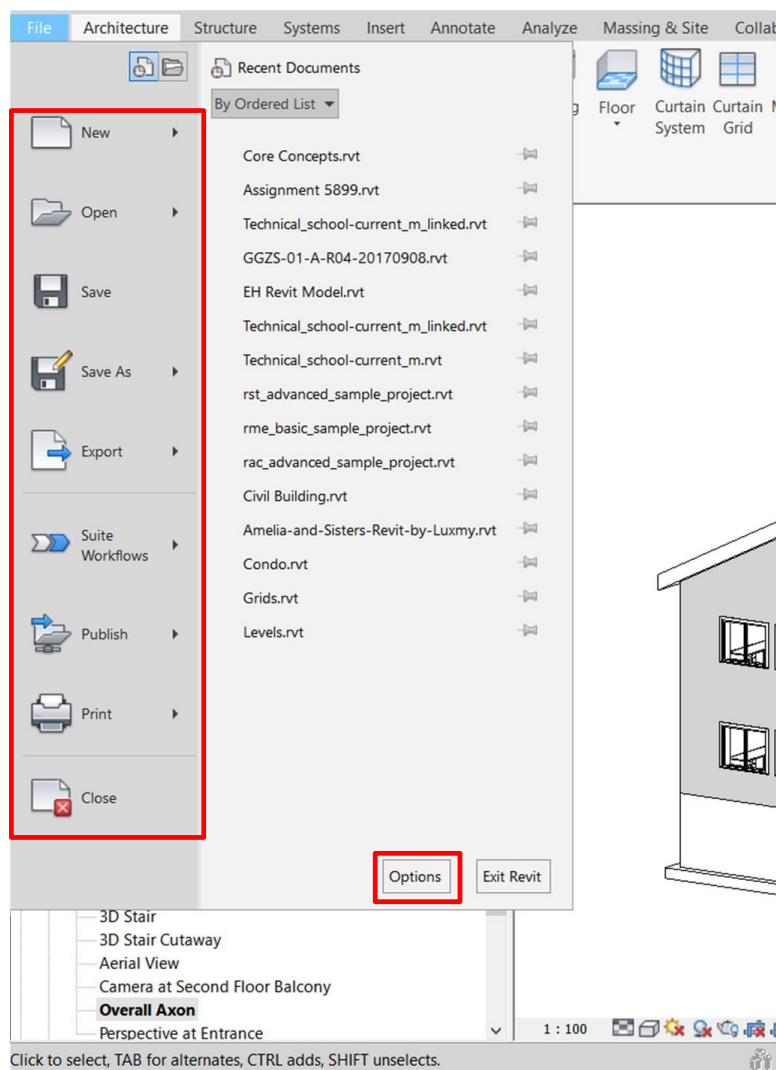 File Architecture Structure Systems Insert Annotate Analyze Massing & Site
Recent Documents
By Ordered List
Floor Curtain Curtain
System Grid
New
Open
Save
Save As
Export
Suite
Workflows
Publish
Print
Close
Core Concepts.rvt
Assignment 5899.rvt
Technical_school-current_m_linked.rvt
GGZS-01-A-R04-20170908.rvt
EH Revit Model.rvt
Technical_school-current_m_linked.rvt
Technical_school-current_m.rvt
rst_advanced_sample_project.rvt
rme_basic_sample_project.rvt
rac_advanced_sample_project.rvt
Civil Building.rvt
Amelia-and-Sisters-Revit-by-Luxmy.rvt
Condo.rvt
Grids.rvt
Levels.rvt
Options Exit Revit
3D Stair
3D Stair Cutaway
Aerial View
Camera at Second Floor Balcony
Overall Axon
Perspective at Entrance
1 : 100
Click to select, TAB for alternates, CTRL adds, SHIFT unselects.